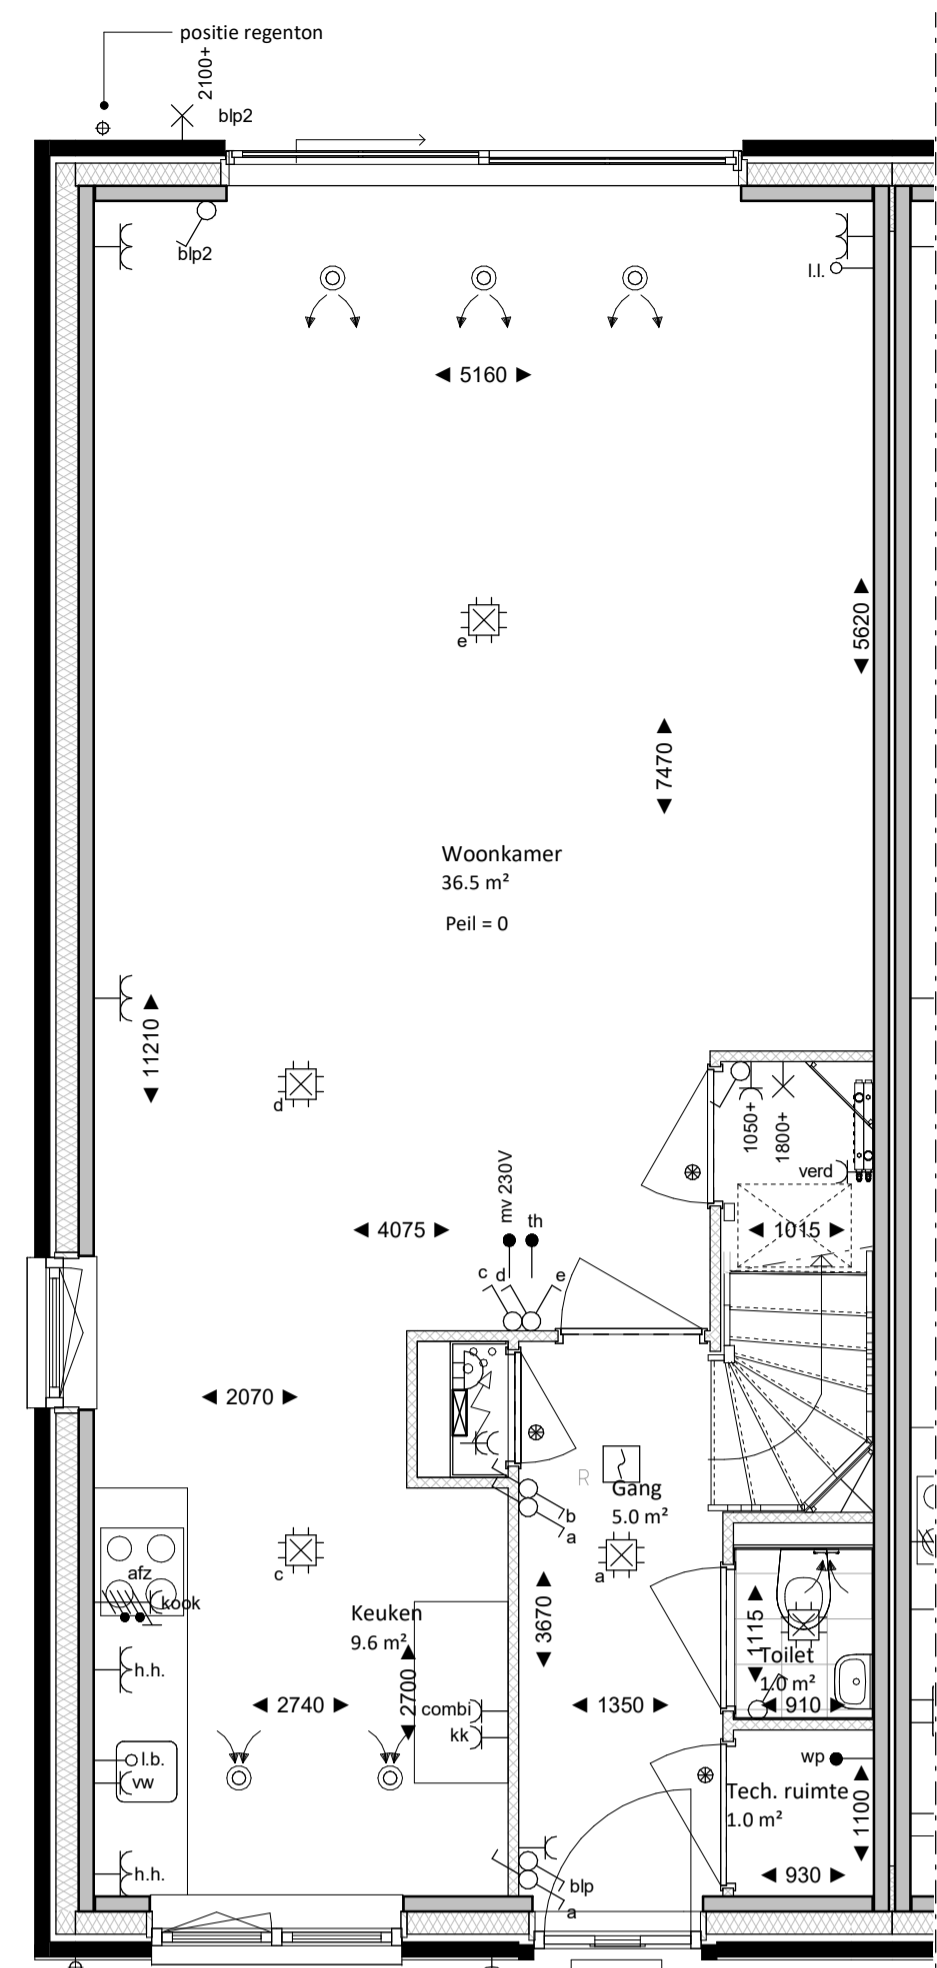 positie regenton
2100+
blp2
blp2
l.l.
5160
e
5620
7470
Woonkamer
36.5 m²
Peil = 0
11210
d
1050+
1800+
verd
mv 230V
th
4075
1015
c
d
e
2070
R
Gang
5.0 m²
b
a
c
a
afz
kook
Keuken
9.6 m²
3670
1115
Toilet
1.0 m²
h.h.
2740
2700
combi
kk
1350
910
l.b.
vw
wp
Tech. ruimte
1.0 m²
1100
h.h.
blp
a
930